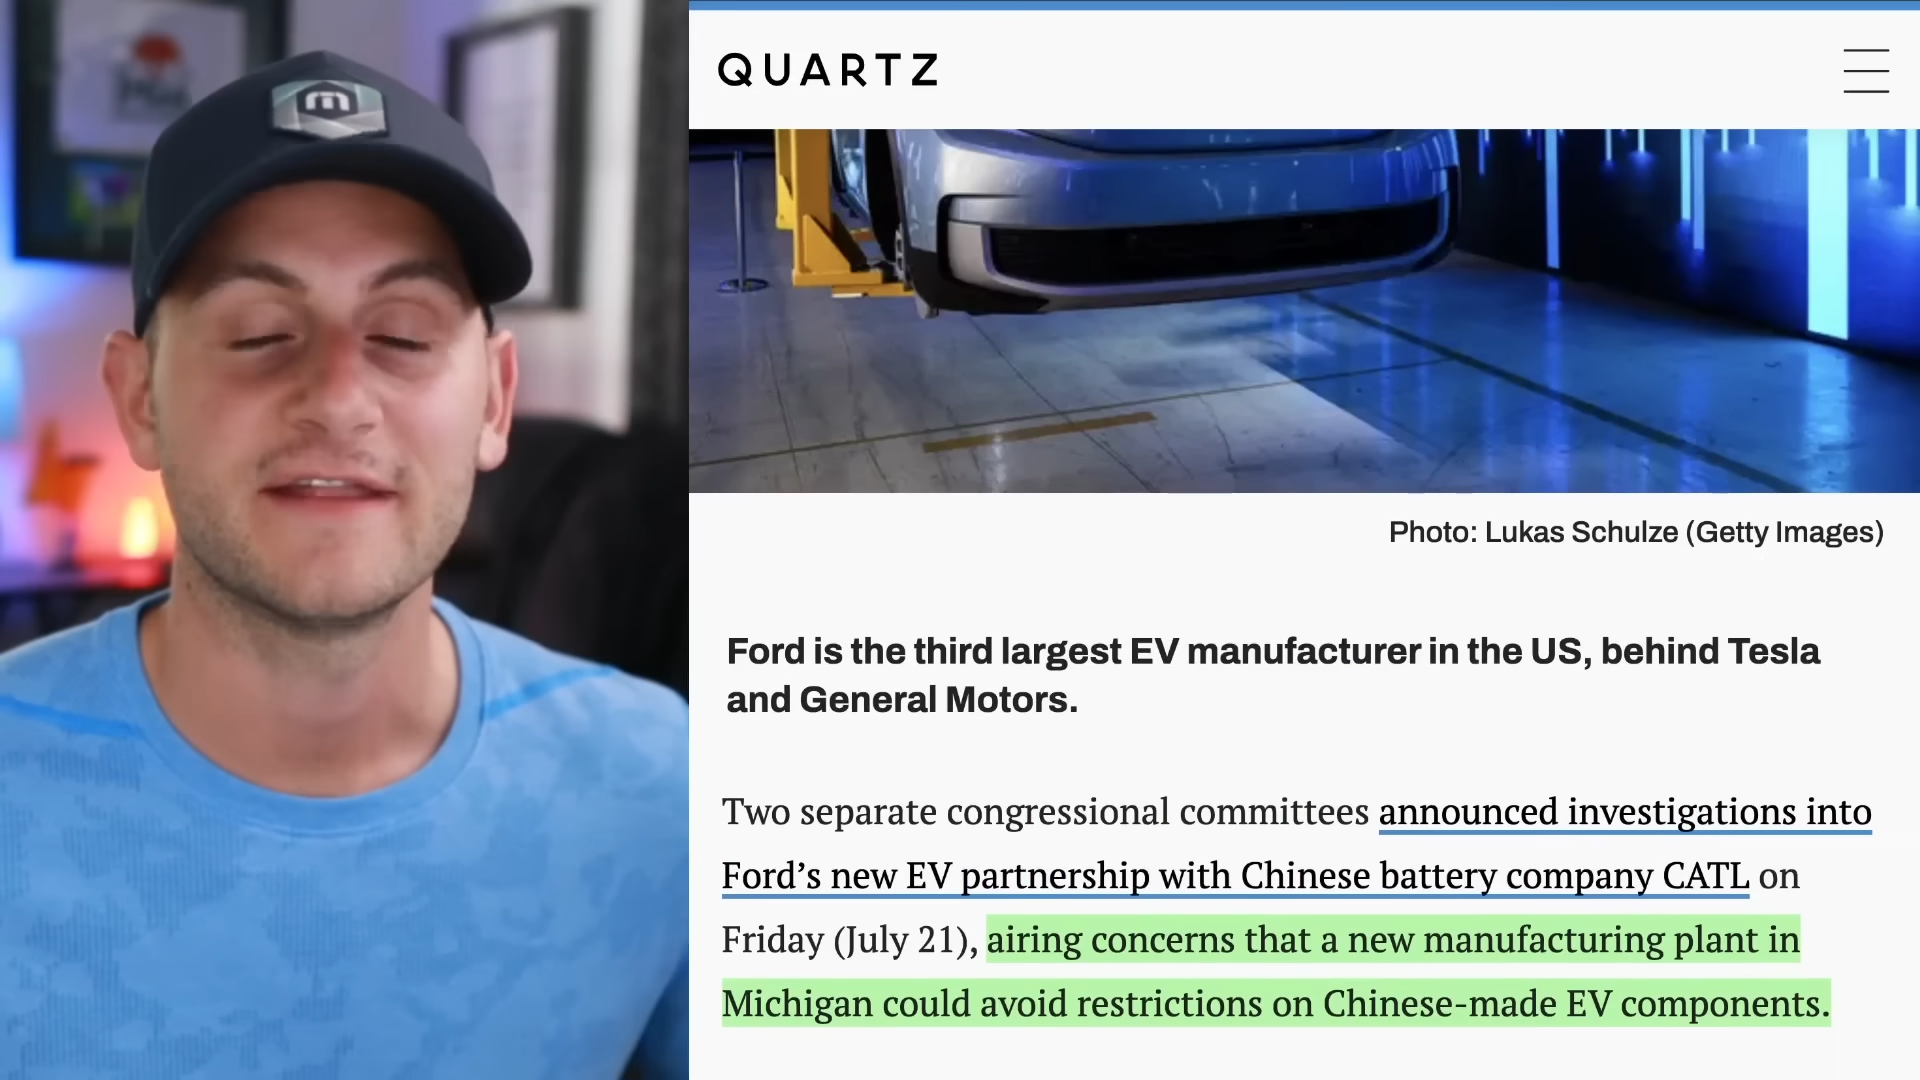 QUARTZ
Photo: Lukas Schulze (Getty Images)
Ford is the third largest EV manufacturer in the US, behind Tesla
and General Motors.
Two separate congressional committees announced investigations into
Ford’s new EV partnership with Chinese battery company CATL on
Friday (July 21), airing concerns that a new manufacturing plant in
Michigan could avoid restrictions on Chinese-made EV components.